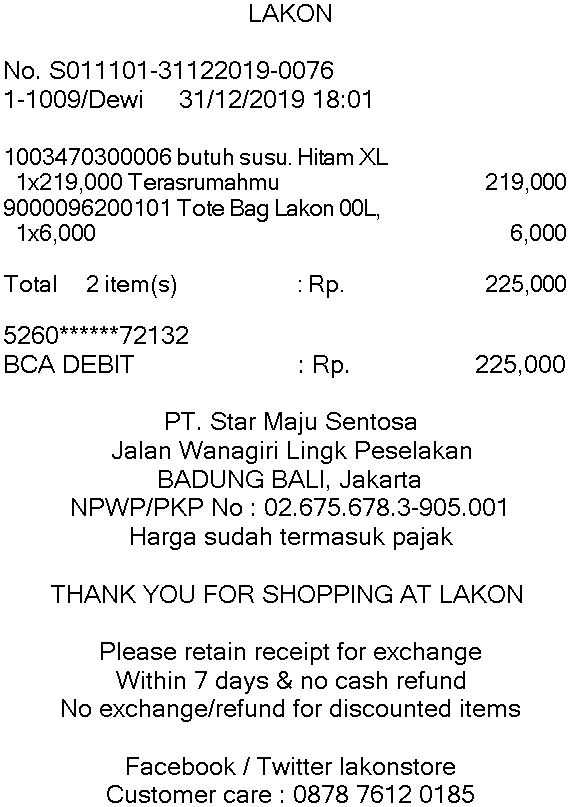 LAKON
No. S011101-31122019-0076
1-1009/Dewi 31/12/2019 18:01
1003470300006 butuh susu. Hitam XL
1x219,000 Terasrumahmu 219,000
9000096200101 Tote Bag Lakon 00L,
1x6,000 6,000
Total 2 item(s) : Rp. 225,000
5260******72132
BCA DEBIT : Rp. 225,000
PT. Star Maju Sentosa
Jalan Wanagiri Lingk Peselakan
BADUNG BALI, Jakarta
NPWP/PKP No : 02.675.678.3-905.001
Harga sudah termasuk pajak
THANK YOU FOR SHOPPING AT LAKON
Please retain receipt for exchange
Within 7 days & no cash refund
No exchange/refund for discounted items
Facebook / Twitter lakonstore
Customer care : 0878 7612 0185